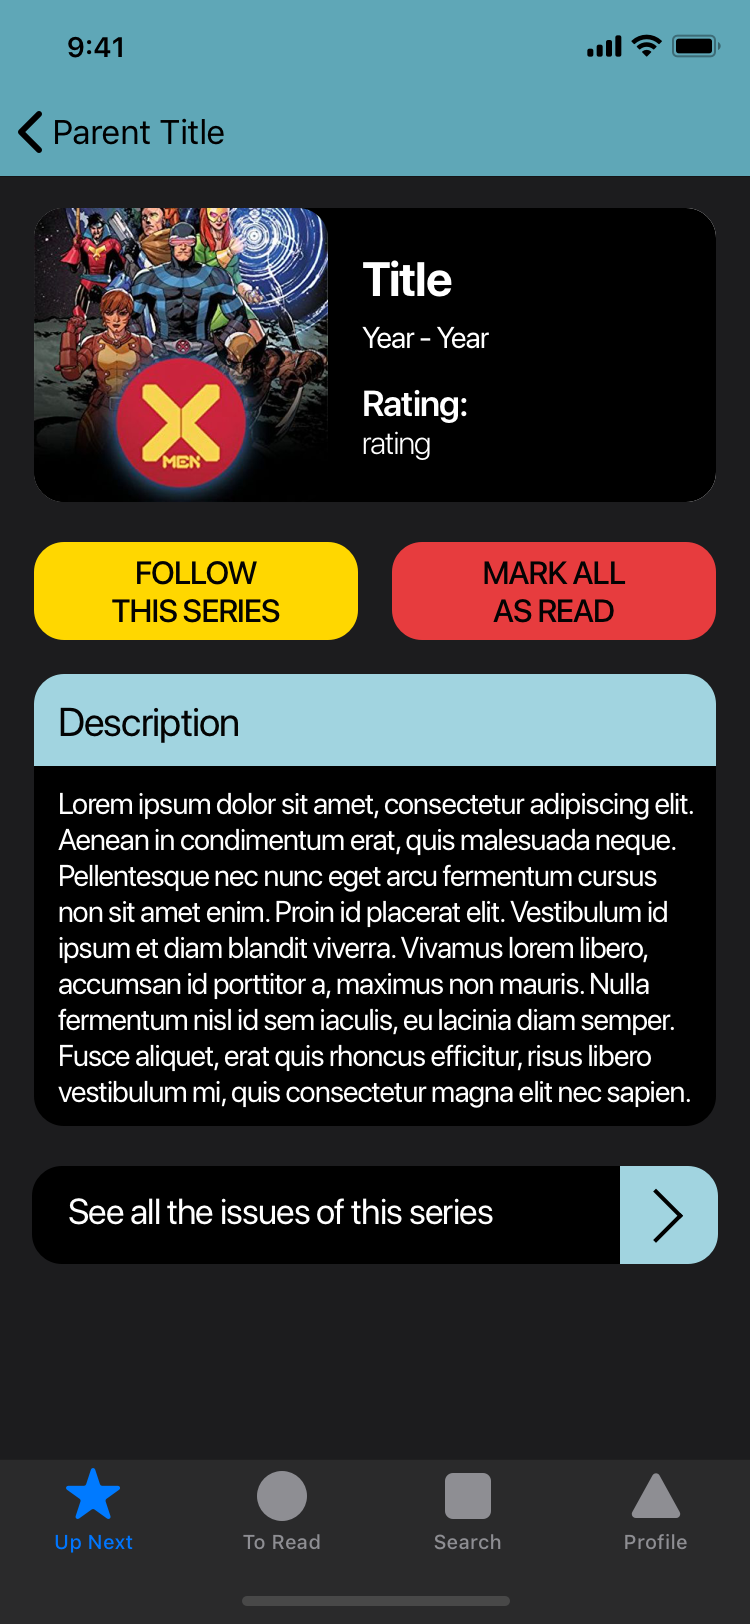 9:41
Parent Title
Title
Year - Year
Rating:
rating
X
MEN
FOLLOW
THIS SERIES
MARK ALL
AS READ
Description
Lorem ipsum dolor sit amet, consectetur adipiscing elit.
Aenean in condimentum erat, quis malesuada neque.
Pellentesque nec nunc eget arcu fermentum cursus
non sit amet enim. Proin id placerat elit. Vestibulum id
ipsum et diam blandit viverra. Vivamus lorem libero,
accumsan id porttitor a, maximus non mauris. Nulla
fermentum nisl id sem iaculis, eu lacinia diam semper.
Fusce aliquet, erat quis rhoncus efficitur, risus libero
vestibulum mi, quis consectetur magna elit nec sapien.
See all the issues of this series
Up Next
To Read
Search
Profile